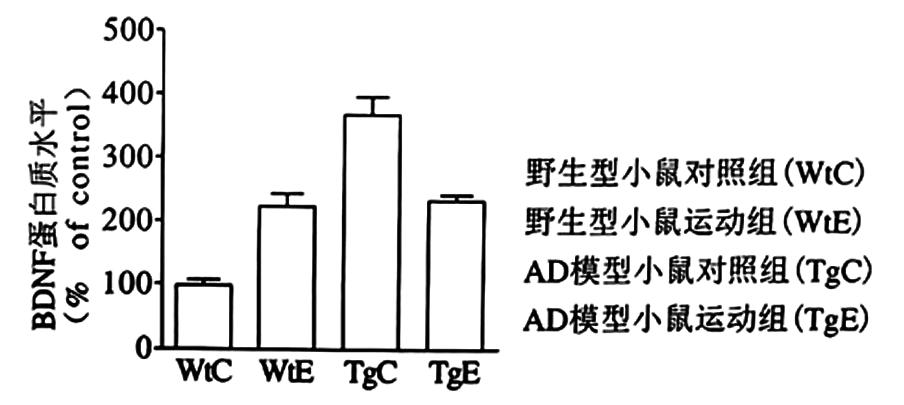 BDNF蛋白质水平
(% of control)
500
400
300
200
100
0
WtC WtE TgC TgE
野生型小鼠对照组(WtC)
野生型小鼠运动组(WtE)
AD模型小鼠对照组(TgC)
AD模型小鼠运动组(TgE)